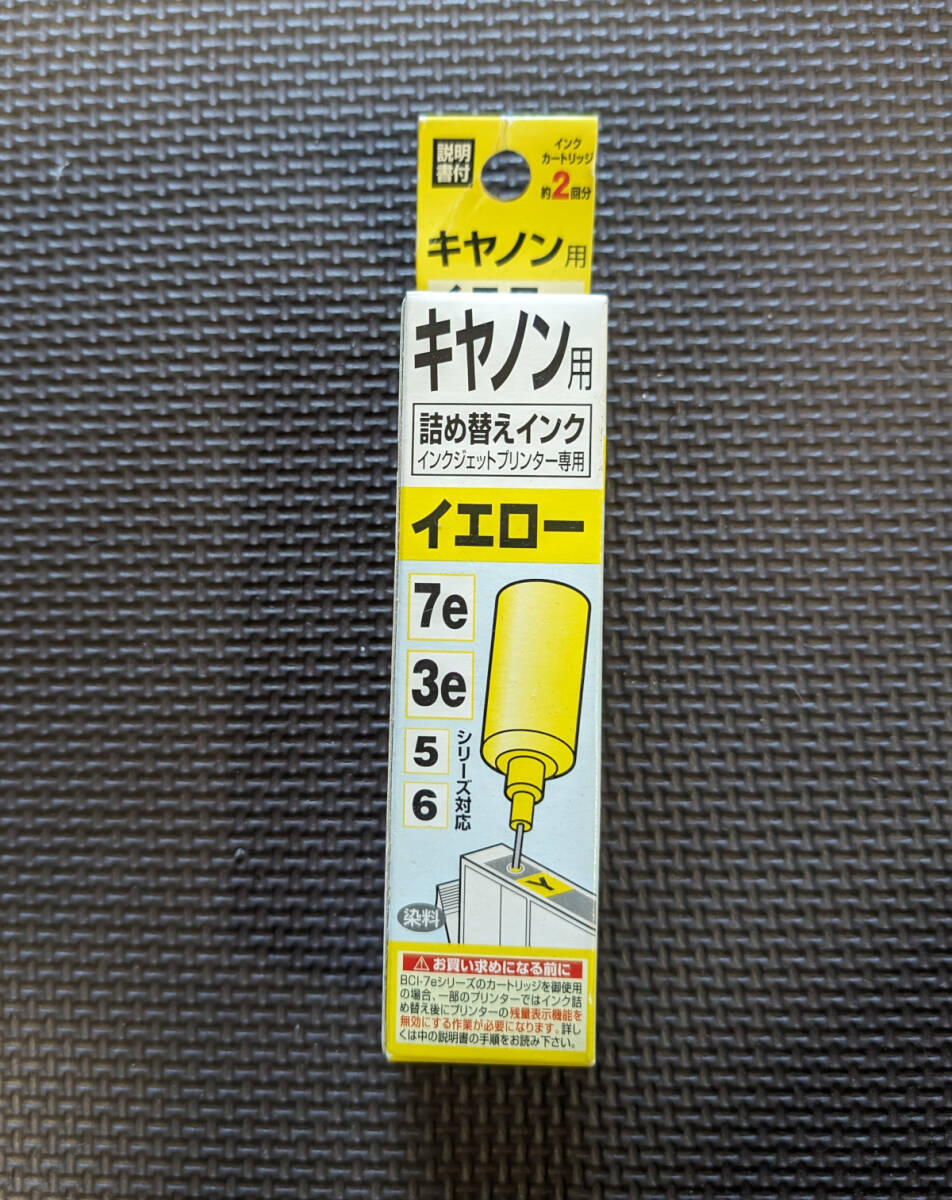 説明
書付
インク
カートリッジ
約2回分
キヤノン用
キヤノン用
詰め替えインク
インクジェットプリンター専用
イエロー
7e
3e
5
6
シリーズ対応
Y
染料
お買い求めになる前に
BCI-7eシリーズのカートリッジを御使用
の場合、一部のプリンターではインク詰
め替え後にプリンターの残量表示機能を
無効にする作業が必要になります。詳し
くは中の説明書の手順をお読み下さい。